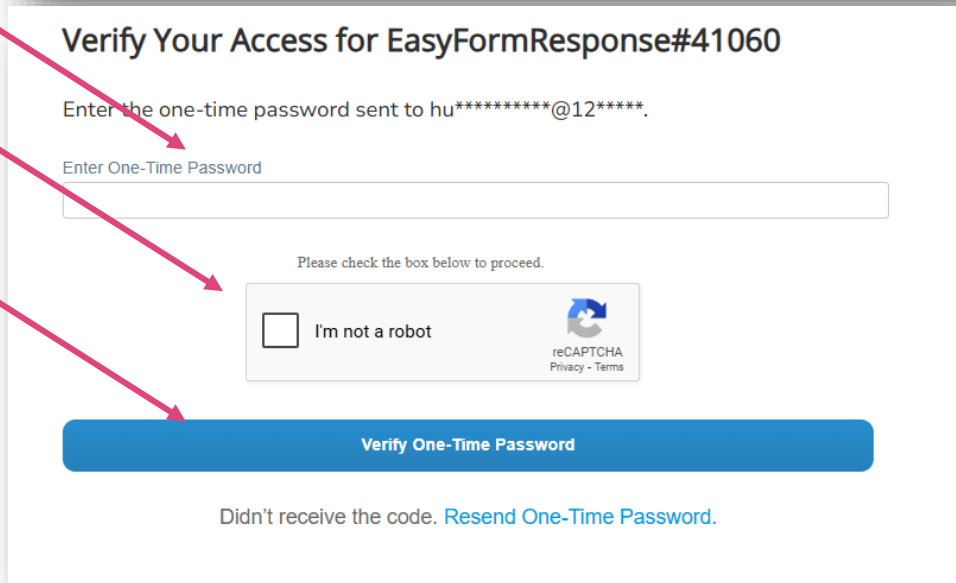 Verify Your Access for EasyFormResponse#41060
Enter the one-time password sent to hu**********@12*****.
Enter One-Time Password
Please check the box below to proceed.
I'm not a robot
reCAPTCHA
Privacy - Terms
Verify One-Time Password
Didn't receive the code. Resend One-Time Password.